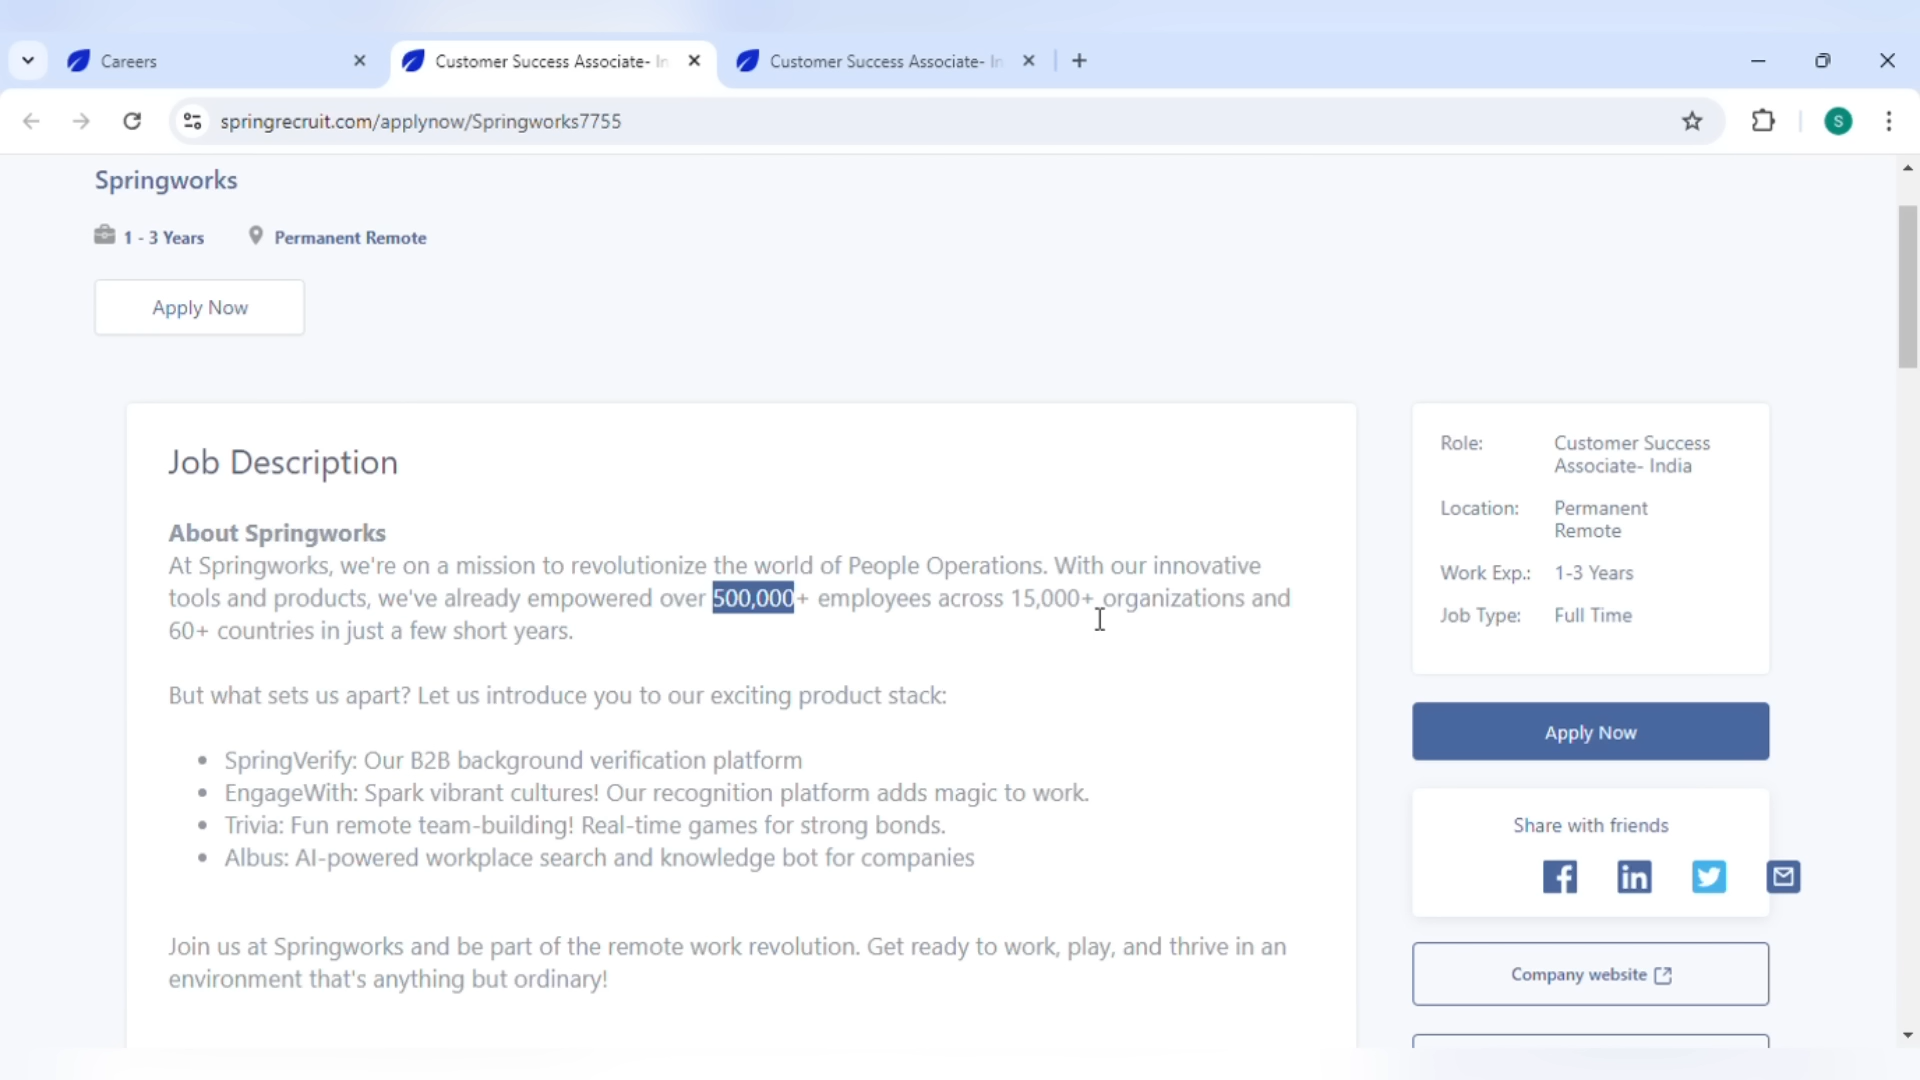 Careers
Customer Success Associate- In
Customer Success Associate- In
springrecruit.com/applynow/Springworks7755
S
Springworks
1 - 3 Years
Permanent Remote
Apply Now
Job Description
About Springworks
At Springworks, we're on a mission to revolutionize the world of People Operations. With our innovative
tools and products, we've already empowered over 500,000+ employees across 15,000+ organizations and
60+ countries in just a few short years.
But what sets us apart? Let us introduce you to our exciting product stack:
• SpringVerify: Our B2B background verification platform
• EngageWith: Spark vibrant cultures! Our recognition platform adds magic to work.
• Trivia: Fun remote team-building! Real-time games for strong bonds.
• Albus: AI-powered workplace search and knowledge bot for companies
Join us at Springworks and be part of the remote work revolution. Get ready to work, play, and thrive in an
environment that's anything but ordinary!
Role: Customer Success
Associate- India
Location: Permanent
Remote
Work Exp.: 1-3 Years
Job Type: Full Time
Apply Now
Share with friends
Company website